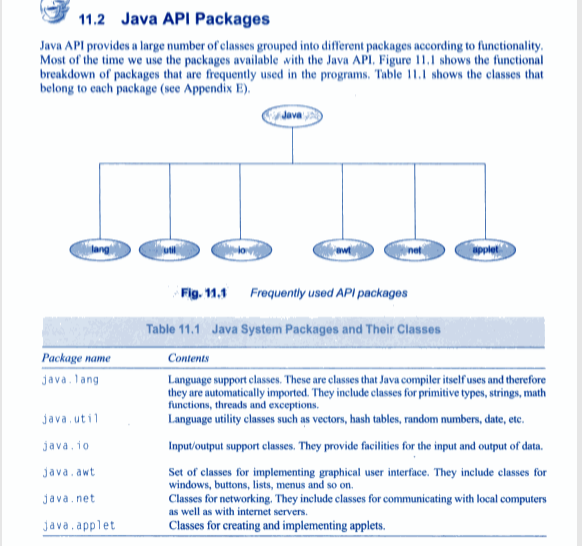 11.2 Java API Packages
Java API provides a large number of classes grouped into different packages according to functionality.
Most of the time we use the packages available with the Java API. Figure 11.1 shows the functional
breakdown of packages that are frequently used in the programs. Table 11.1 shows the classes that
belong to each package (see Appendix E).
Java
lang util io awt net applet
Fig. 11.1 Frequently used API packages
Table 11.1 Java System Packages and Their Classes
Package name Contents
java.lang Language support classes. These are classes that Java compiler itself uses and therefore
they are automatically imported. They include classes for primitive types, strings, math
functions, threads and exceptions.
java.util Language utility classes such as vectors, hash tables, random numbers, date, etc.
java.io Input/output support classes. They provide facilities for the input and output of data.
java.awt Set of classes for implementing graphical user interface. They include classes for
windows, buttons, lists, menus and so on.
java.net Classes for networking. They include classes for communicating with local computers
as well as with internet servers.
java.applet Classes for creating and implementing applets.